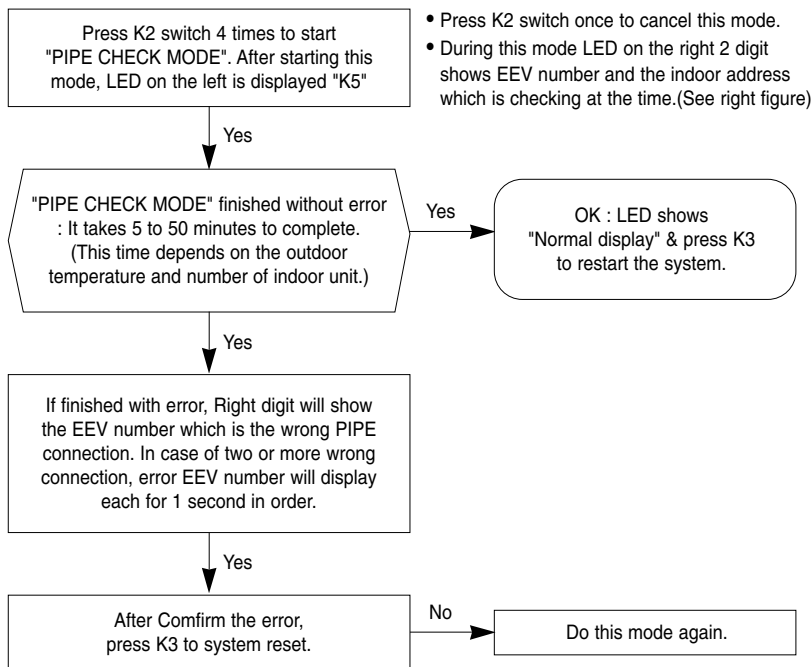 Press K2 switch 4 times to start
"PIPE CHECK MODE". After starting this
mode, LED on the left is displayed "K5"
• Press K2 switch once to cancel this mode.
• During this mode LED on the right 2 digit
shows EEV number and the indoor address
which is checking at the time.(See right figure)
Yes
"PIPE CHECK MODE" finished without error
: It takes 5 to 50 minutes to complete.
(This time depends on the outdoor
temperature and number of indoor unit.)
Yes
OK : LED shows
"Normal display" & press K3
to restart the system.
Yes
If finished with error, Right digit will show
the EEV number which is the wrong PIPE
connection. In case of two or more wrong
connection, error EEV number will display
each for 1 second in order.
Yes
After Comfirm the error,
press K3 to system reset.
No
Do this mode again.